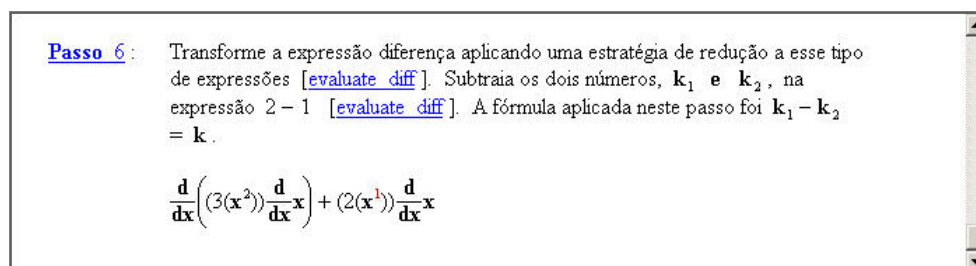 Passo 6 : Transforme a expressão diferença aplicando uma estratégia de redução a esse tipo
de expressões [evaluate diff ]. Subtraia os dois números, k₁ e k₂ , na
expressão 2 − 1 [evaluate diff ]. A fórmula aplicada neste passo foi k₁ − k₂
= k .
d/dx((3(x²))d/dx x) + (2(x¹))d/dx x